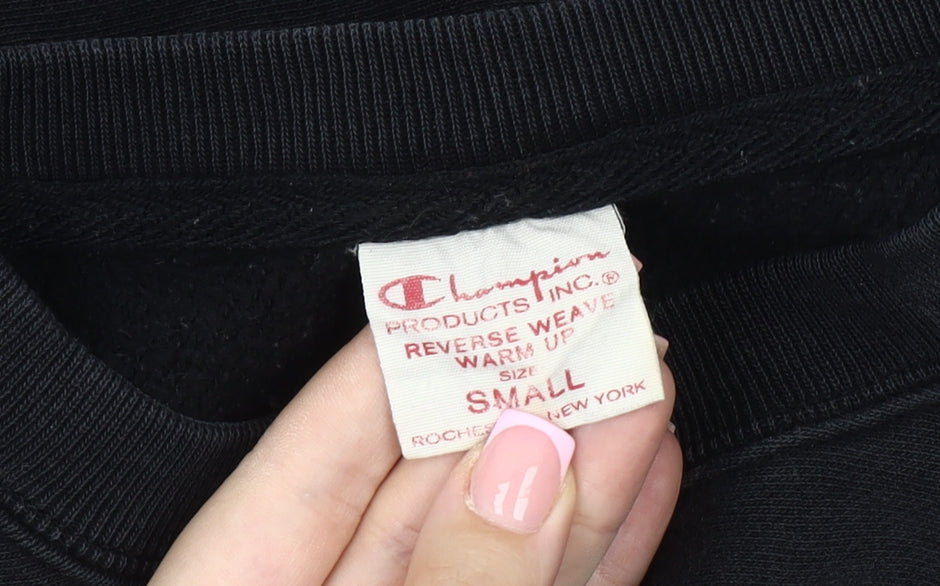 Champion
PRODUCTS INC.®
REVERSE WEAVE
WARM UP
SIZE
SMALL
NEW YORK